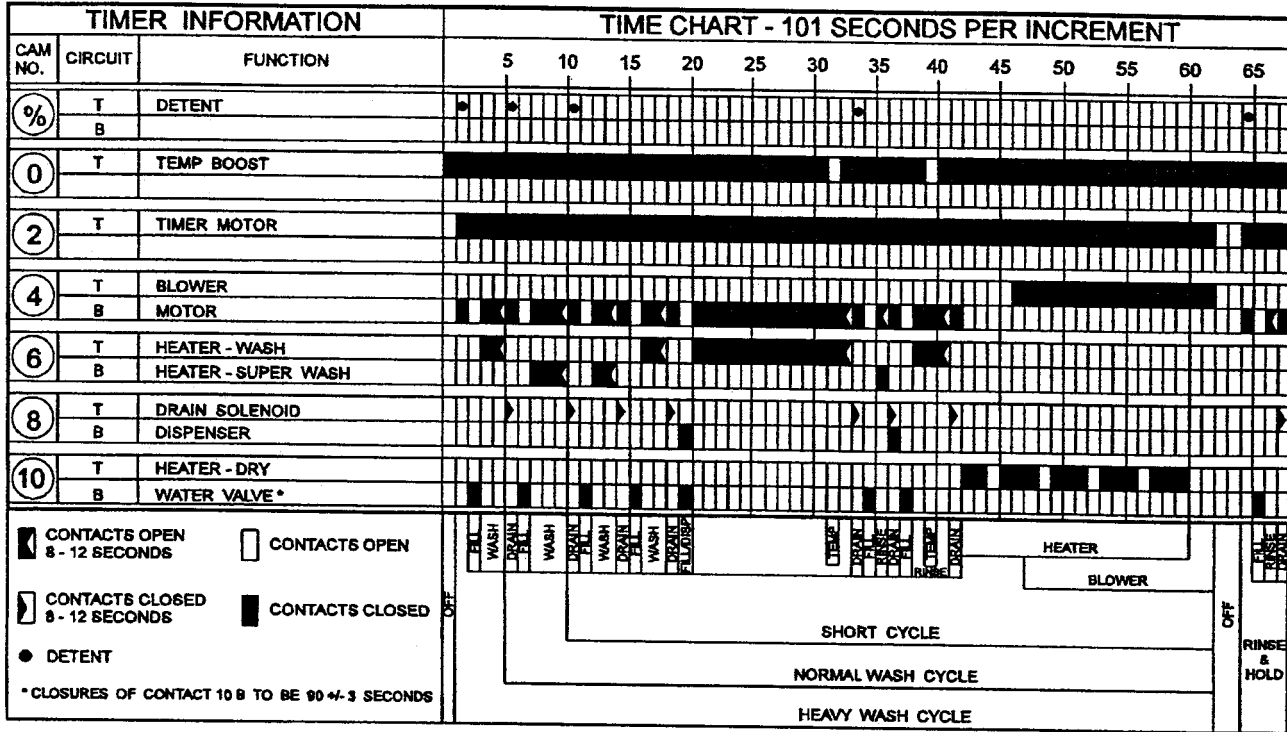 TIMER INFORMATION
TIME CHART - 101 SECONDS PER INCREMENT
CAM NO.
CIRCUIT
FUNCTION
5 10 15 20 25 30 35 40 45 50 55 60 65
% T DETENT
B
0 T TEMP BOOST
2 T TIMER MOTOR
4 T BLOWER
B MOTOR
6 T HEATER - WASH
B HEATER - SUPER WASH
8 T DRAIN SOLENOID
B DISPENSER
10 T HEATER - DRY
B WATER VALVE *
CONTACTS OPEN
8 - 12 SECONDS
CONTACTS OPEN
CONTACTS CLOSED
8 - 12 SECONDS
CONTACTS CLOSED
DETENT
* CLOSURES OF CONTACT 10 B TO BE 90 +/- 3 SECONDS
OFF
FILL
WASH
DRAIN
FILL
WASH
DRAIN
FILL
WASH
DRAIN
FILL
WASH
DRAIN
FILL/DISP
TEMP
DRAIN
FILL
RINSE
DRAIN
FILL
TEMP
RINSE
DRAIN
HEATER
BLOWER
SHORT CYCLE
NORMAL WASH CYCLE
HEAVY WASH CYCLE
OFF
FILL
RINSE
DRAIN
RINSE
&
HOLD